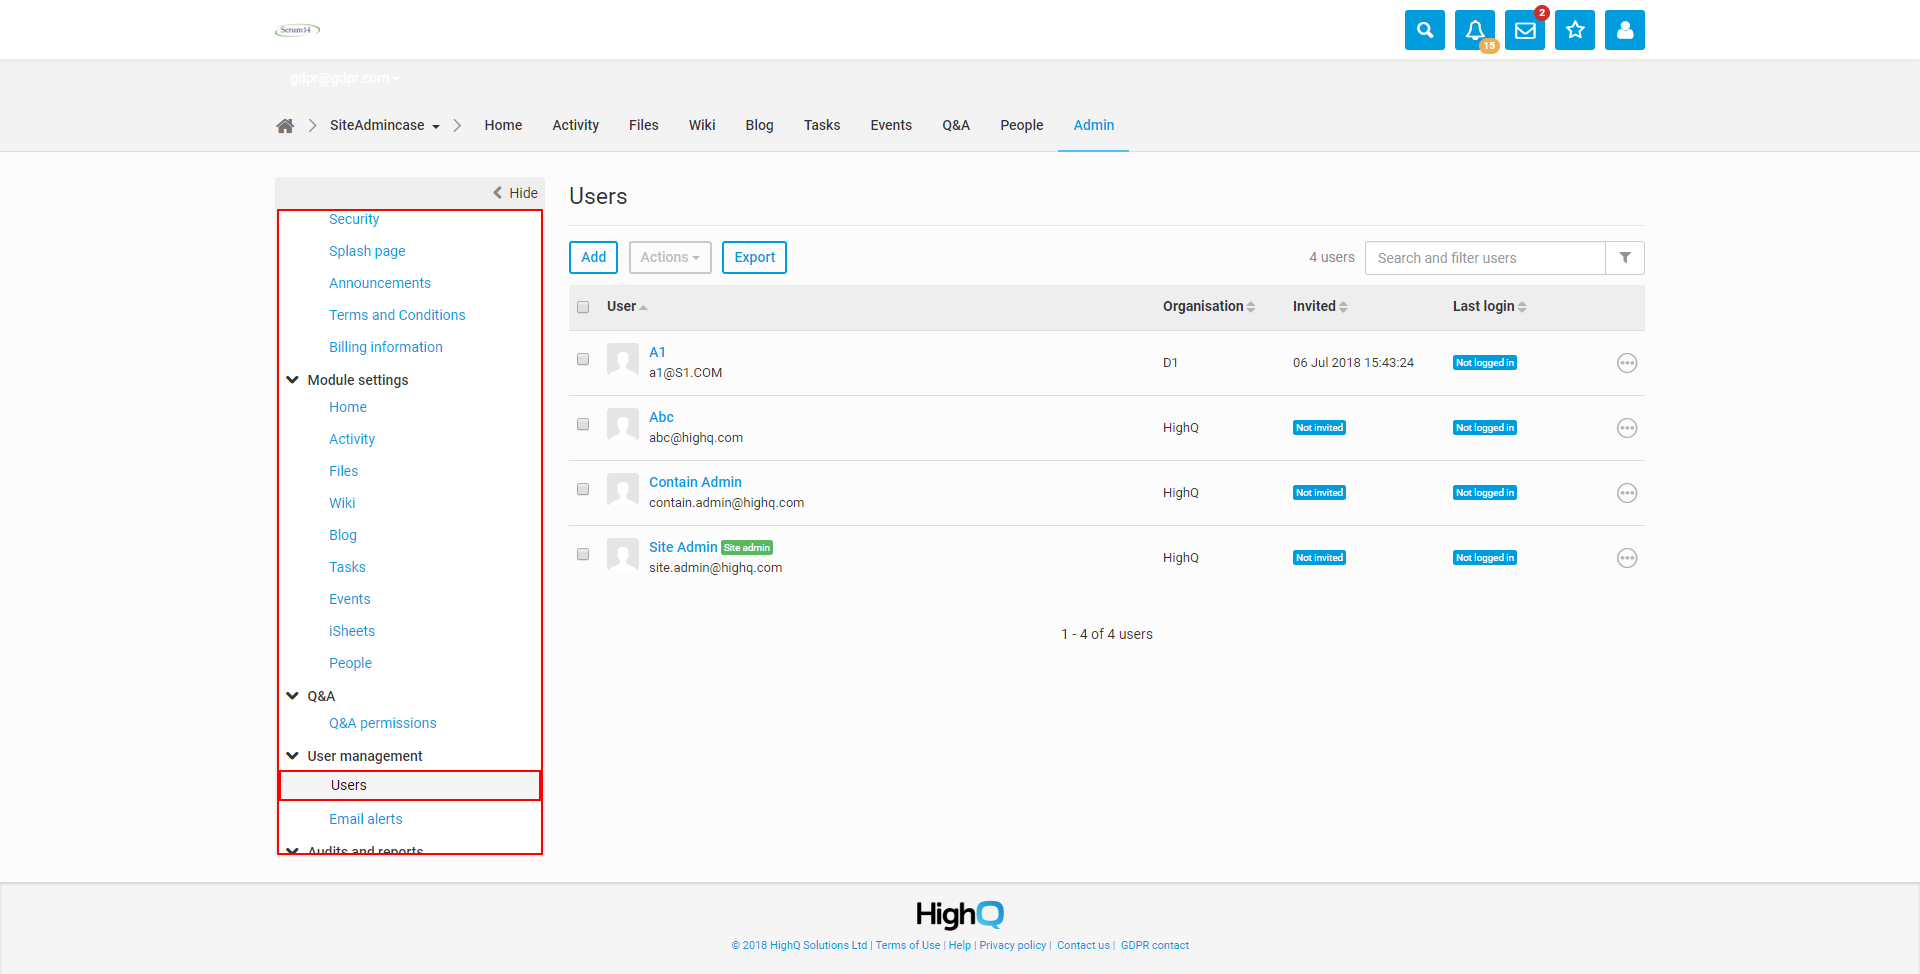 Scrum14
15
2
gdpr@gdpr.com
SiteAdmincase
Home Activity Files Wiki Blog Tasks Events Q&A People Admin
Hide
Security
Splash page
Announcements
Terms and Conditions
Billing information
Module settings
Home
Activity
Files
Wiki
Blog
Tasks
Events
iSheets
People
Q&A
Q&A permissions
User management
Users
Email alerts
Audits and reports
Users
Add Actions Export 4 users Search and filter users
User Organisation Invited Last login
A1
a1@S1.COM
D1 06 Jul 2018 15:43:24 Not logged in
Abc
abc@highq.com
HighQ Not invited Not logged in
Contain Admin
contain.admin@highq.com
HighQ Not invited Not logged in
Site Admin Site admin
site.admin@highq.com
HighQ Not invited Not logged in
1 - 4 of 4 users
HighQ
© 2018 HighQ Solutions Ltd | Terms of Use | Help | Privacy policy | Contact us | GDPR contact